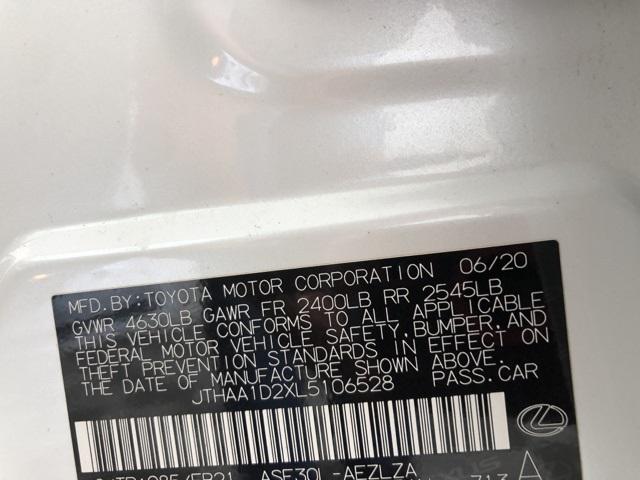 MFD.BY:TOYOTA MOTOR CORPORATION 06/20
GVWR 4630LB GAWR FR 2400LB RR 2545LB
THIS VEHICLE CONFORMS TO ALL APPLICABLE
FEDERAL MOTOR VEHICLE SAFETY,BUMPER,AND
THEFT PREVENTION STANDARDS IN EFFECT ON
THE DATE OF MANUFACTURE SHOWN ABOVE.
JTHAA1D2XL5106528 PASS.CAR
ASE30L-AEZLZA
713 A